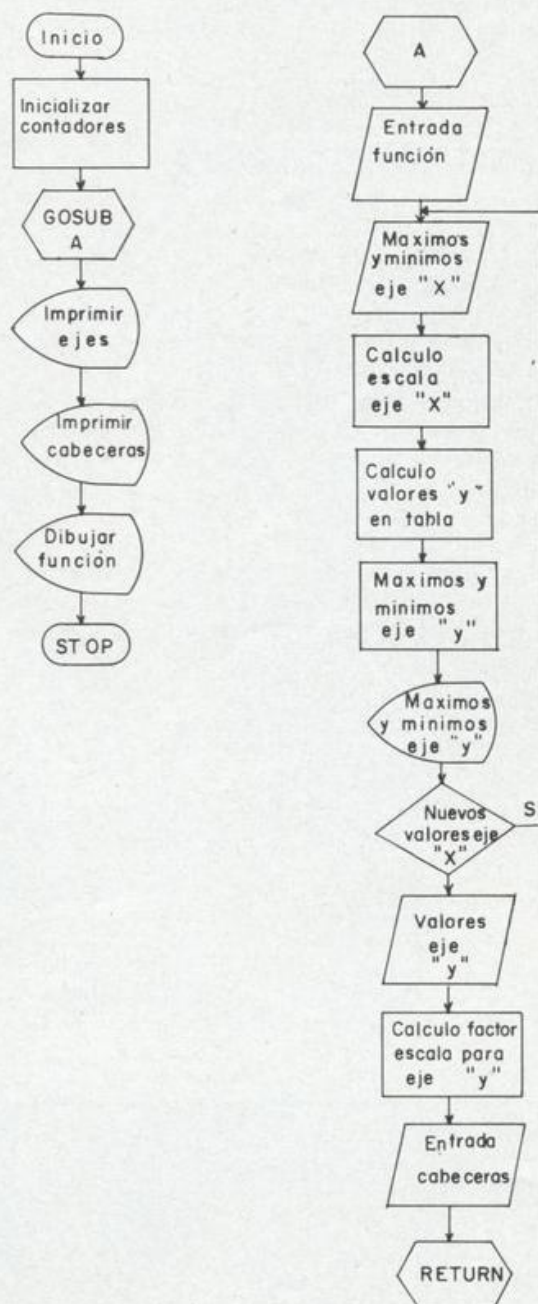 Inicio
Inicializar
contadores
GOSUB
A
Imprimir
ejes
Imprimir
cabeceras
Dibujar
función
STOP
A
Entrada
función
Maximos
y minimos
eje "X"
Calculo
escala
eje "X"
Calculo
valores "y"
en tabla
Maximos y
minimos
eje "y"
Maximos
y minimos
eje "y"
Nuevos
valores eje
"X"
S
Valores
eje
"y"
Calculo factor
escala para
eje "y"
Entrada
cabeceras
RETURN